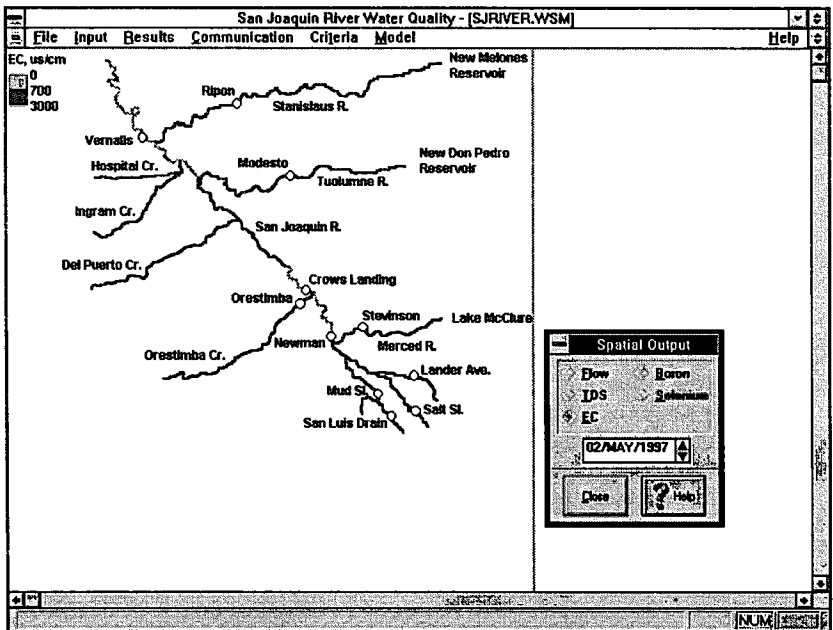 San Joaquin River Water Quality - [SJRIVER.WSM]
File Input Results Communication Criteria Model Help
EC, us/cm
0
700
3000
New Melones
Reservoir
Ripon
Stanislaus R.
Vernalis
Hospital Cr.
Modesto
New Don Pedro
Reservoir
Tuolumne R.
Ingram Cr.
San Joaquin R.
Del Puerto Cr.
Crows Landing
Orestimba
Stevinson
Lake McClure
Newman
Merced R.
Orestimba Cr.
Lander Ave.
Mud Sl.
Salt Sl.
San Luis Drain
Spatial Output
Flow
Boron
TDS
Selenium
EC
02/MAY/1997
Close
Help
NUM